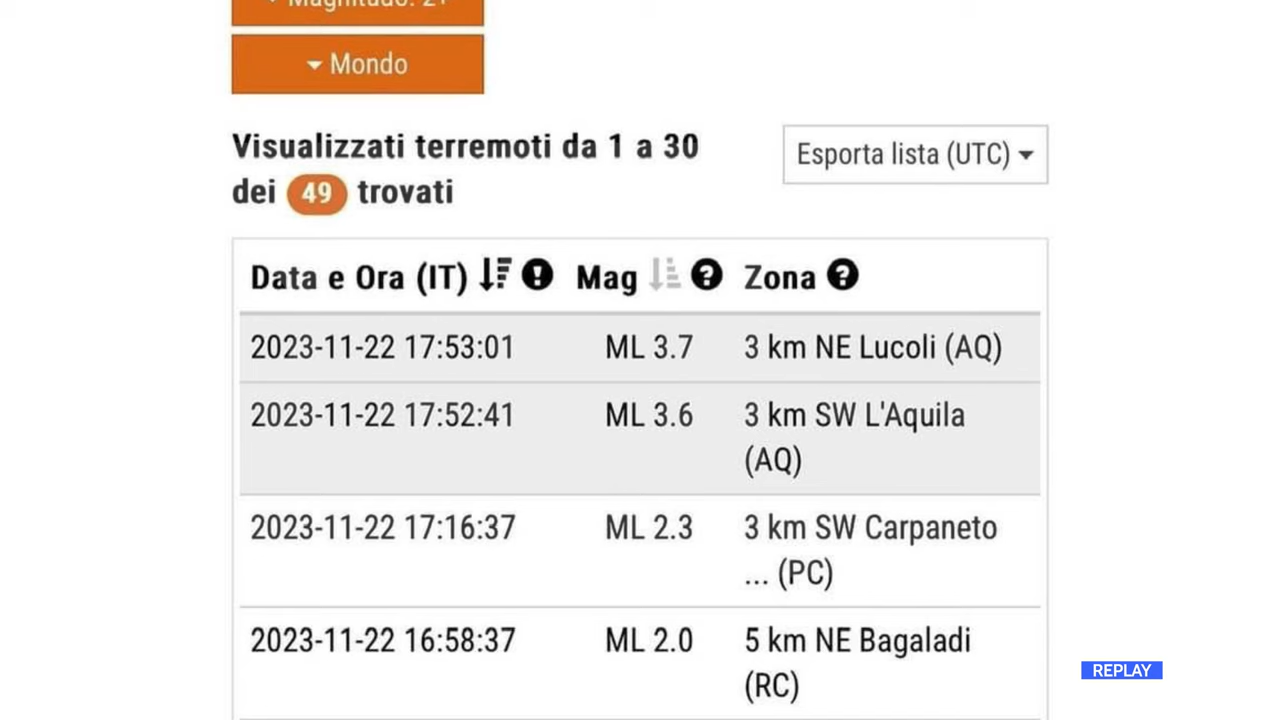 Magnitudo: 2+
Mondo
Visualizzati terremoti da 1 a 30
dei 49 trovati
Esporta lista (UTC)
Data e Ora (IT) Mag Zona
2023-11-22 17:53:01 ML 3.7 3 km NE Lucoli (AQ)
2023-11-22 17:52:41 ML 3.6 3 km SW L'Aquila
(AQ)
2023-11-22 17:16:37 ML 2.3 3 km SW Carpaneto
... (PC)
2023-11-22 16:58:37 ML 2.0 5 km NE Bagaladi
(RC)
REPLAY